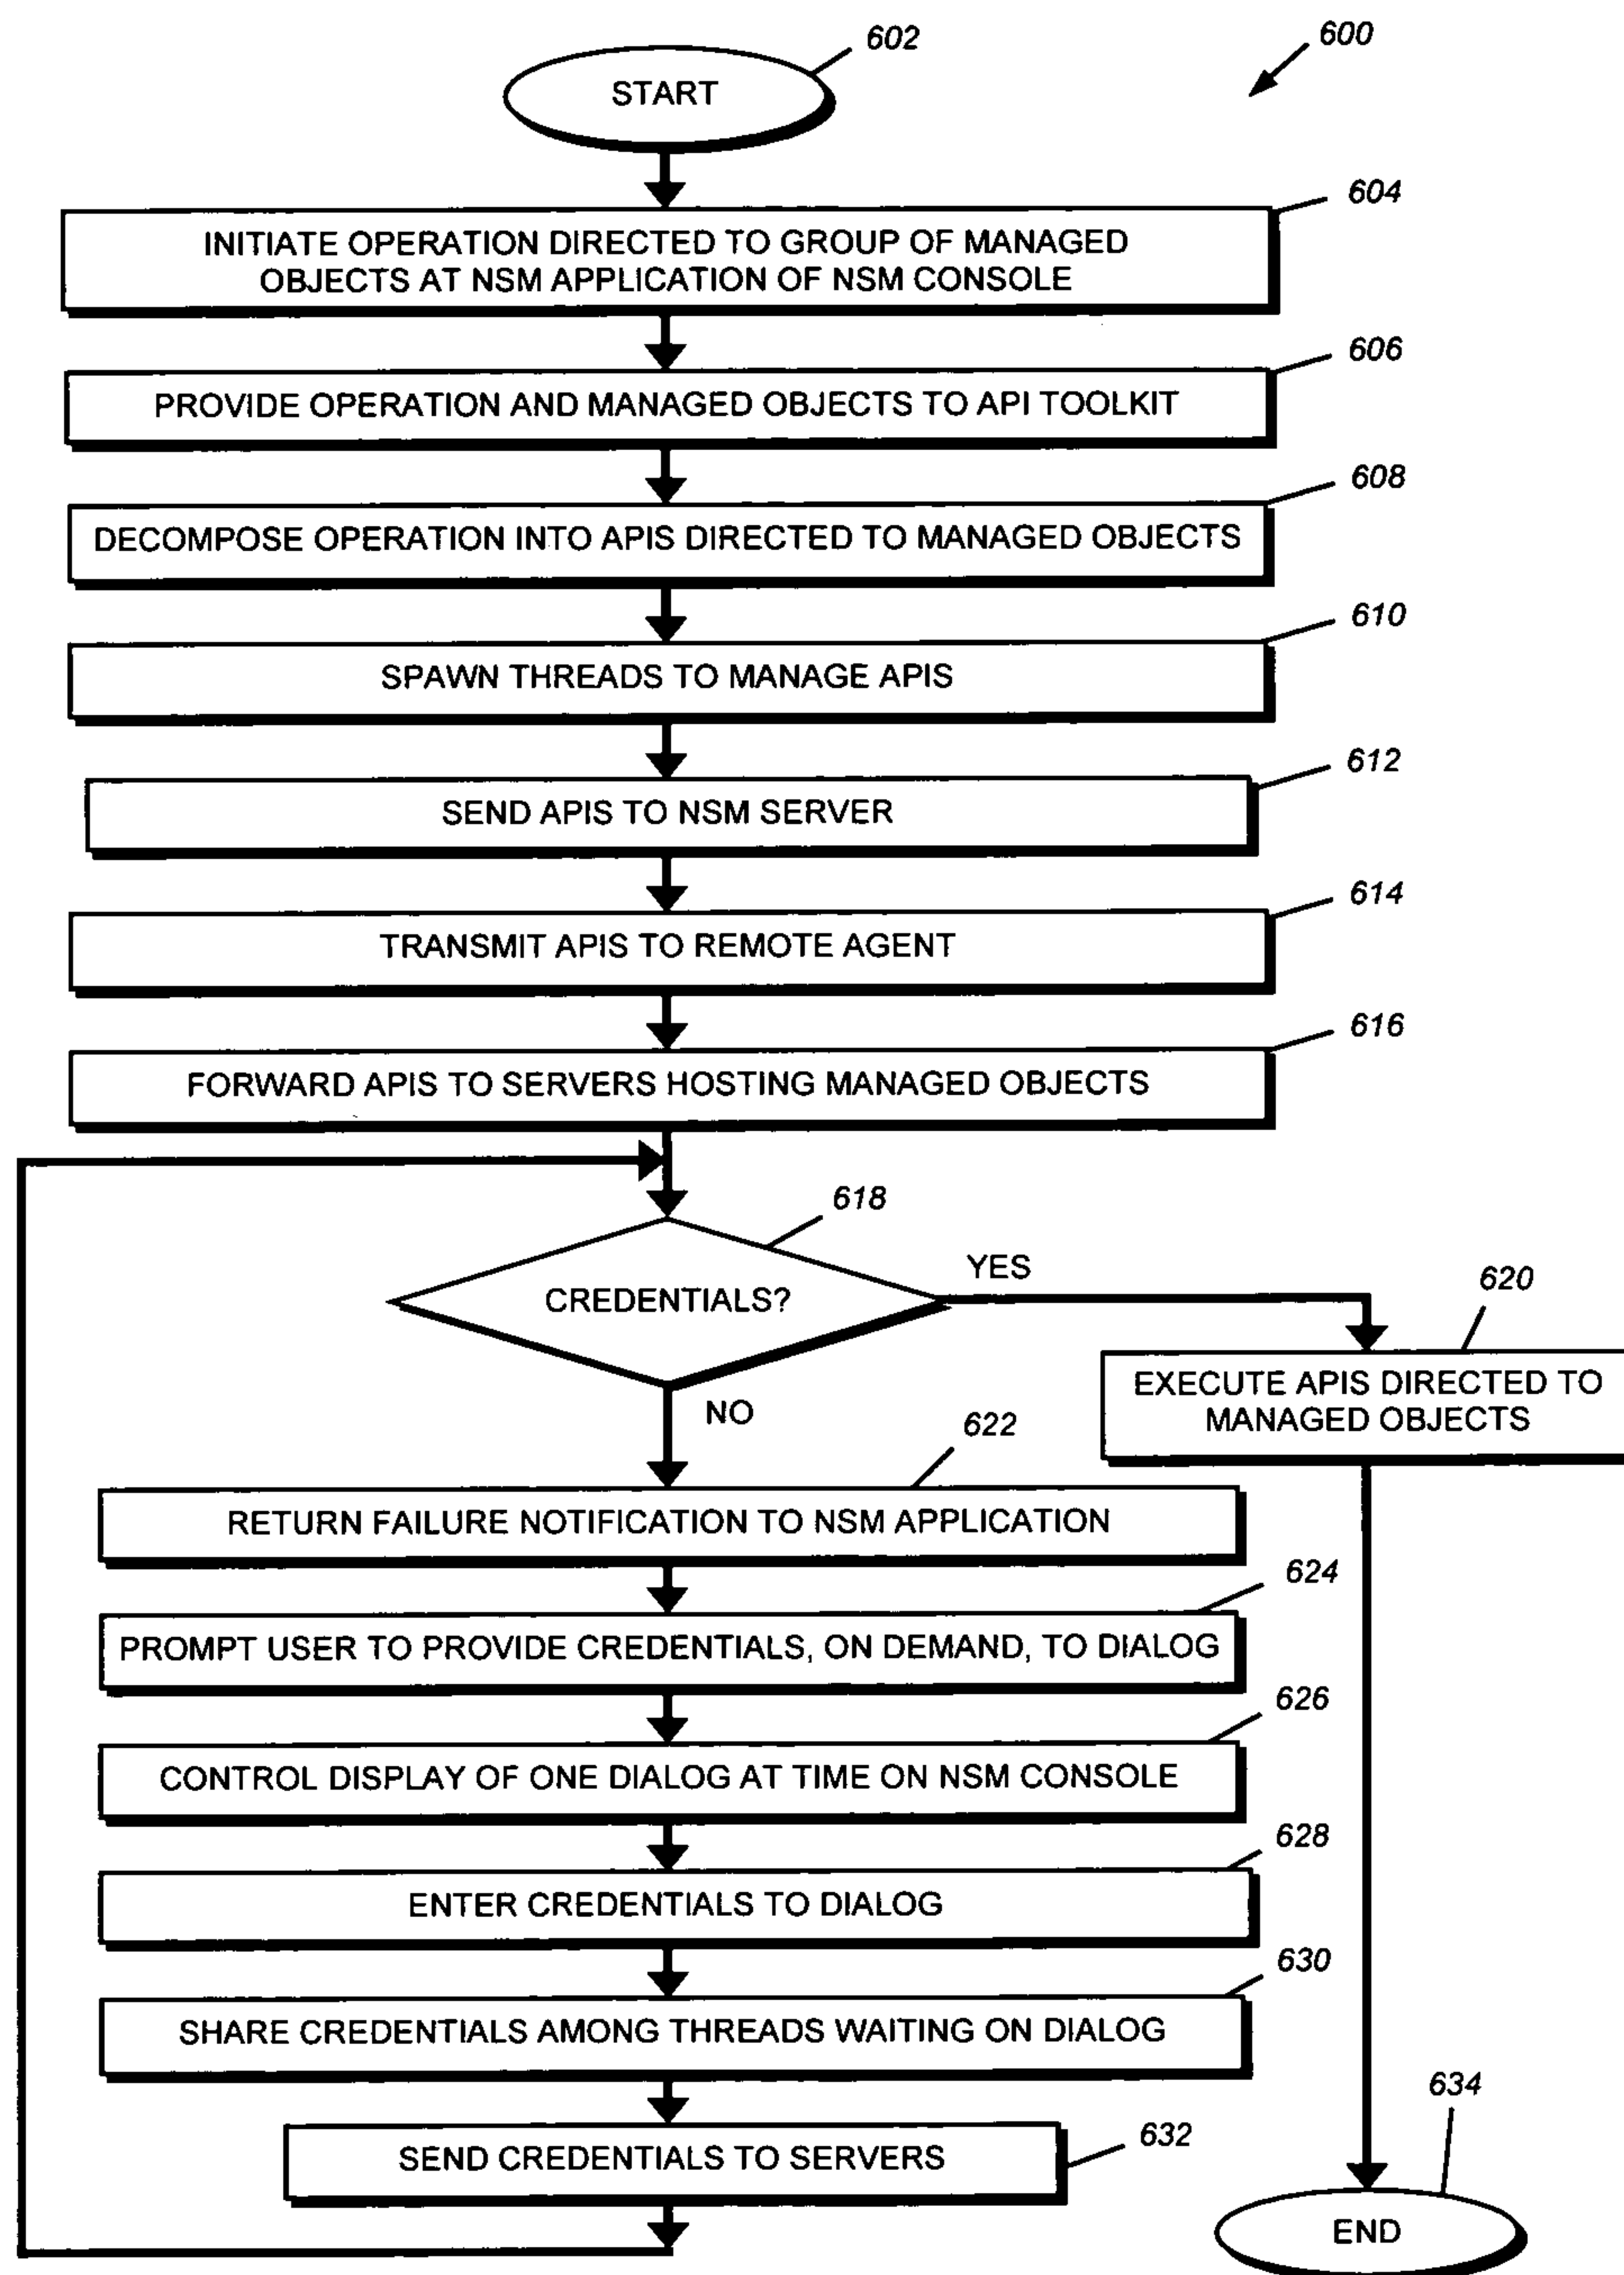 602
600
START
604
INITIATE OPERATION DIRECTED TO GROUP OF MANAGED
OBJECTS AT NSM APPLICATION OF NSM CONSOLE
606
PROVIDE OPERATION AND MANAGED OBJECTS TO API TOOLKIT
608
DECOMPOSE OPERATION INTO APIS DIRECTED TO MANAGED OBJECTS
610
SPAWN THREADS TO MANAGE APIS
612
SEND APIS TO NSM SERVER
614
TRANSMIT APIS TO REMOTE AGENT
616
FORWARD APIS TO SERVERS HOSTING MANAGED OBJECTS
618
CREDENTIALS?
YES
620
EXECUTE APIS DIRECTED TO
MANAGED OBJECTS
NO
622
RETURN FAILURE NOTIFICATION TO NSM APPLICATION
624
PROMPT USER TO PROVIDE CREDENTIALS, ON DEMAND, TO DIALOG
626
CONTROL DISPLAY OF ONE DIALOG AT TIME ON NSM CONSOLE
628
ENTER CREDENTIALS TO DIALOG
630
SHARE CREDENTIALS AMONG THREADS WAITING ON DIALOG
632
SEND CREDENTIALS TO SERVERS
634
END